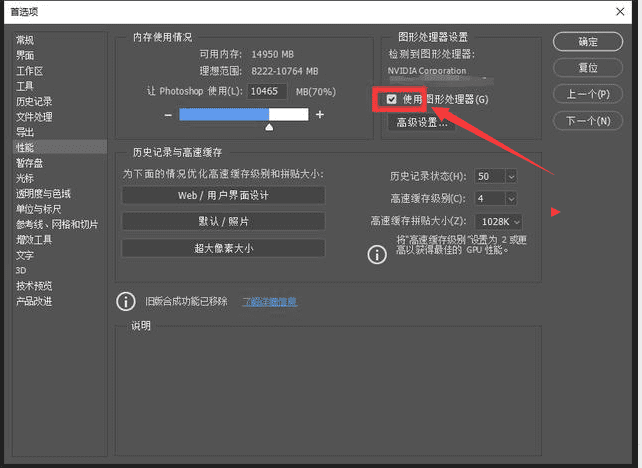 首选项
常规
界面
工作区
工具
历史记录
文件处理
导出
性能
暂存盘
光标
透明度与色域
单位与标尺
参考线、网格和切片
增效工具
文字
3D
技术预览
产品改进
内存使用情况
可用内存: 14950 MB
理想范围: 8222-10764 MB
让 Photoshop 使用(L): 10465 MB(70%)
图形处理器设置
检测到图形处理器:
NVIDIA Corporation
使用图形处理器(G)
高级设置...
确定
复位
上一个(P)
下一个(N)
历史记录与高速缓存
为下面的情况优化高速缓存级别和拼贴大小:
Web / 用户界面设计
默认 / 照片
超大像素大小
历史记录状态(H): 50
高速缓存级别(C): 4
高速缓存拼贴大小(Z): 1028K
将"高速缓存级别"设置为 2 或更
高以获得最佳的 GPU 性能。
旧版合成功能已移除 了解详细信息
说明